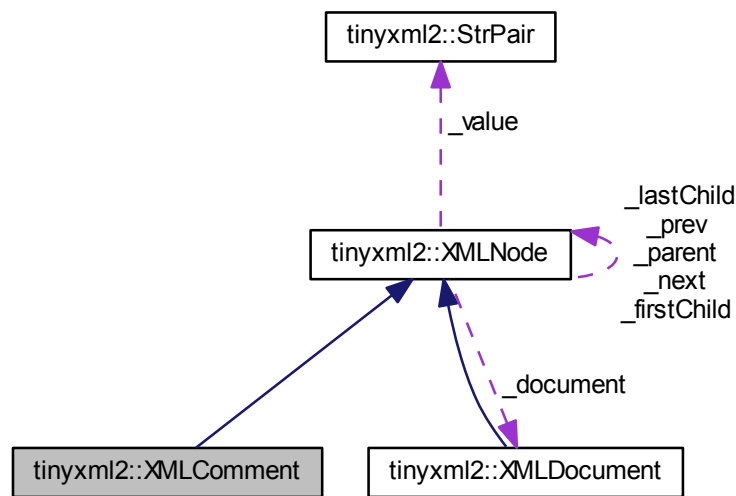 tinyxml2::StrPair
_value
_lastChild
_prev
_parent
_next
_firstChild
tinyxml2::XMLNode
_document
tinyxml2::XMLComment
tinyxml2::XMLDocument